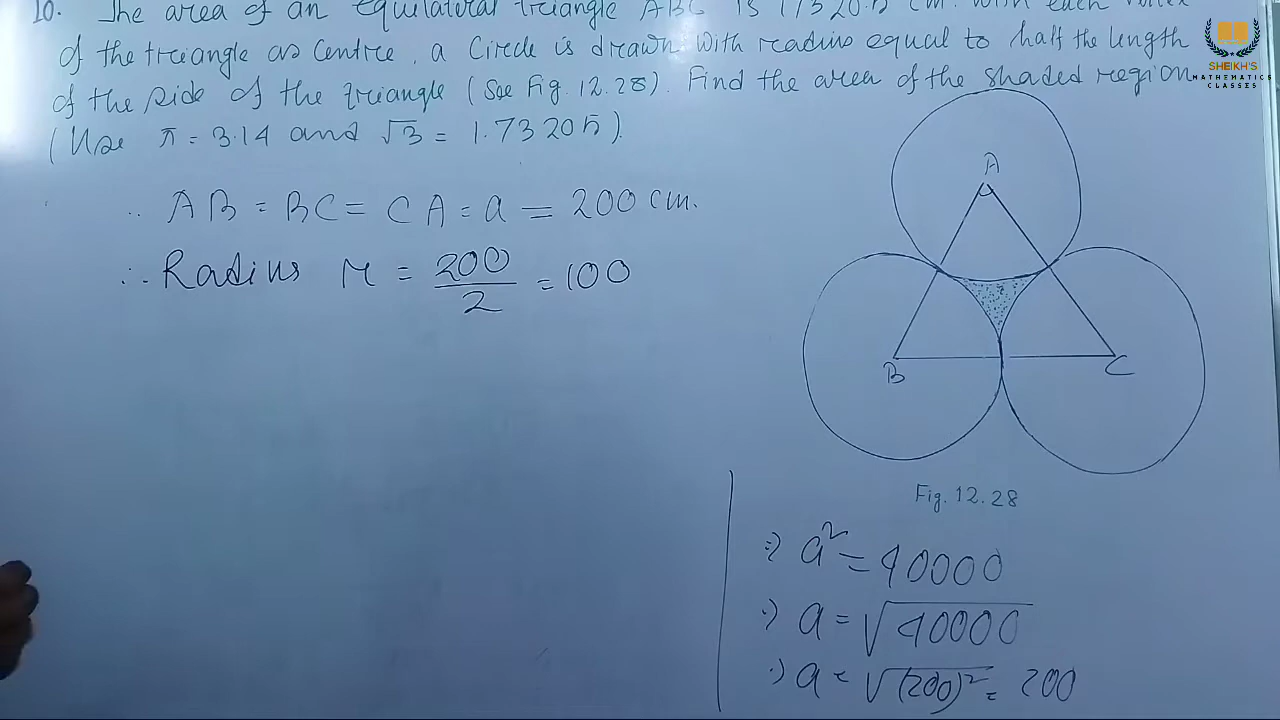 10. The area of an equilateral triangle ABC is 17320.5 cm². With each vertex
of the triangle as centre, a circle is drawn with radius equal to half the length
of the side of the triangle (See Fig. 12.28). Find the area of the shaded region.
(Use π = 3.14 and √3 = 1.73205).
∴ AB = BC = CA = a = 200 cm.
∴ Radius r = 200/2 = 100
A
B
C
Fig. 12.28
⇒ a² = 40000
⇒ a = √40000
⇒ a = √(200)² = 200
SHEIKH'S
MATHEMATICS
CLASSES